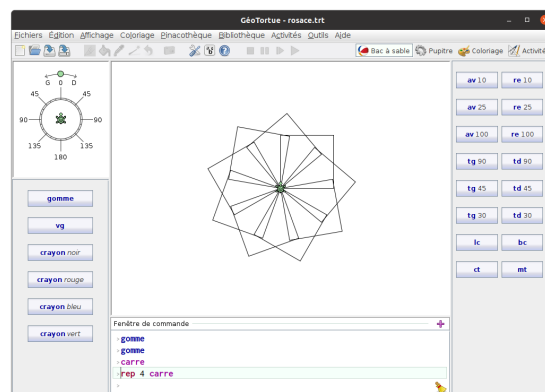 GéoTortue - rosace.trt
Fichiers Édition Affichage Coloriage Pinacothèque Bibliothèque Activités Outils Aide
Bac à sable Pupitre Coloriage Activité
G 0 D
45 45
90 90
135 135
180
gomme
vg
crayon noir
crayon rouge
crayon bleu
crayon vert
av 10 re 10
av 25 re 25
av 100 re 100
tg 90 td 90
tg 45 td 45
tg 30 td 30
lc bc
ct mt
Fenêtre de commande
gomme
gomme
carre
rep 4 carre